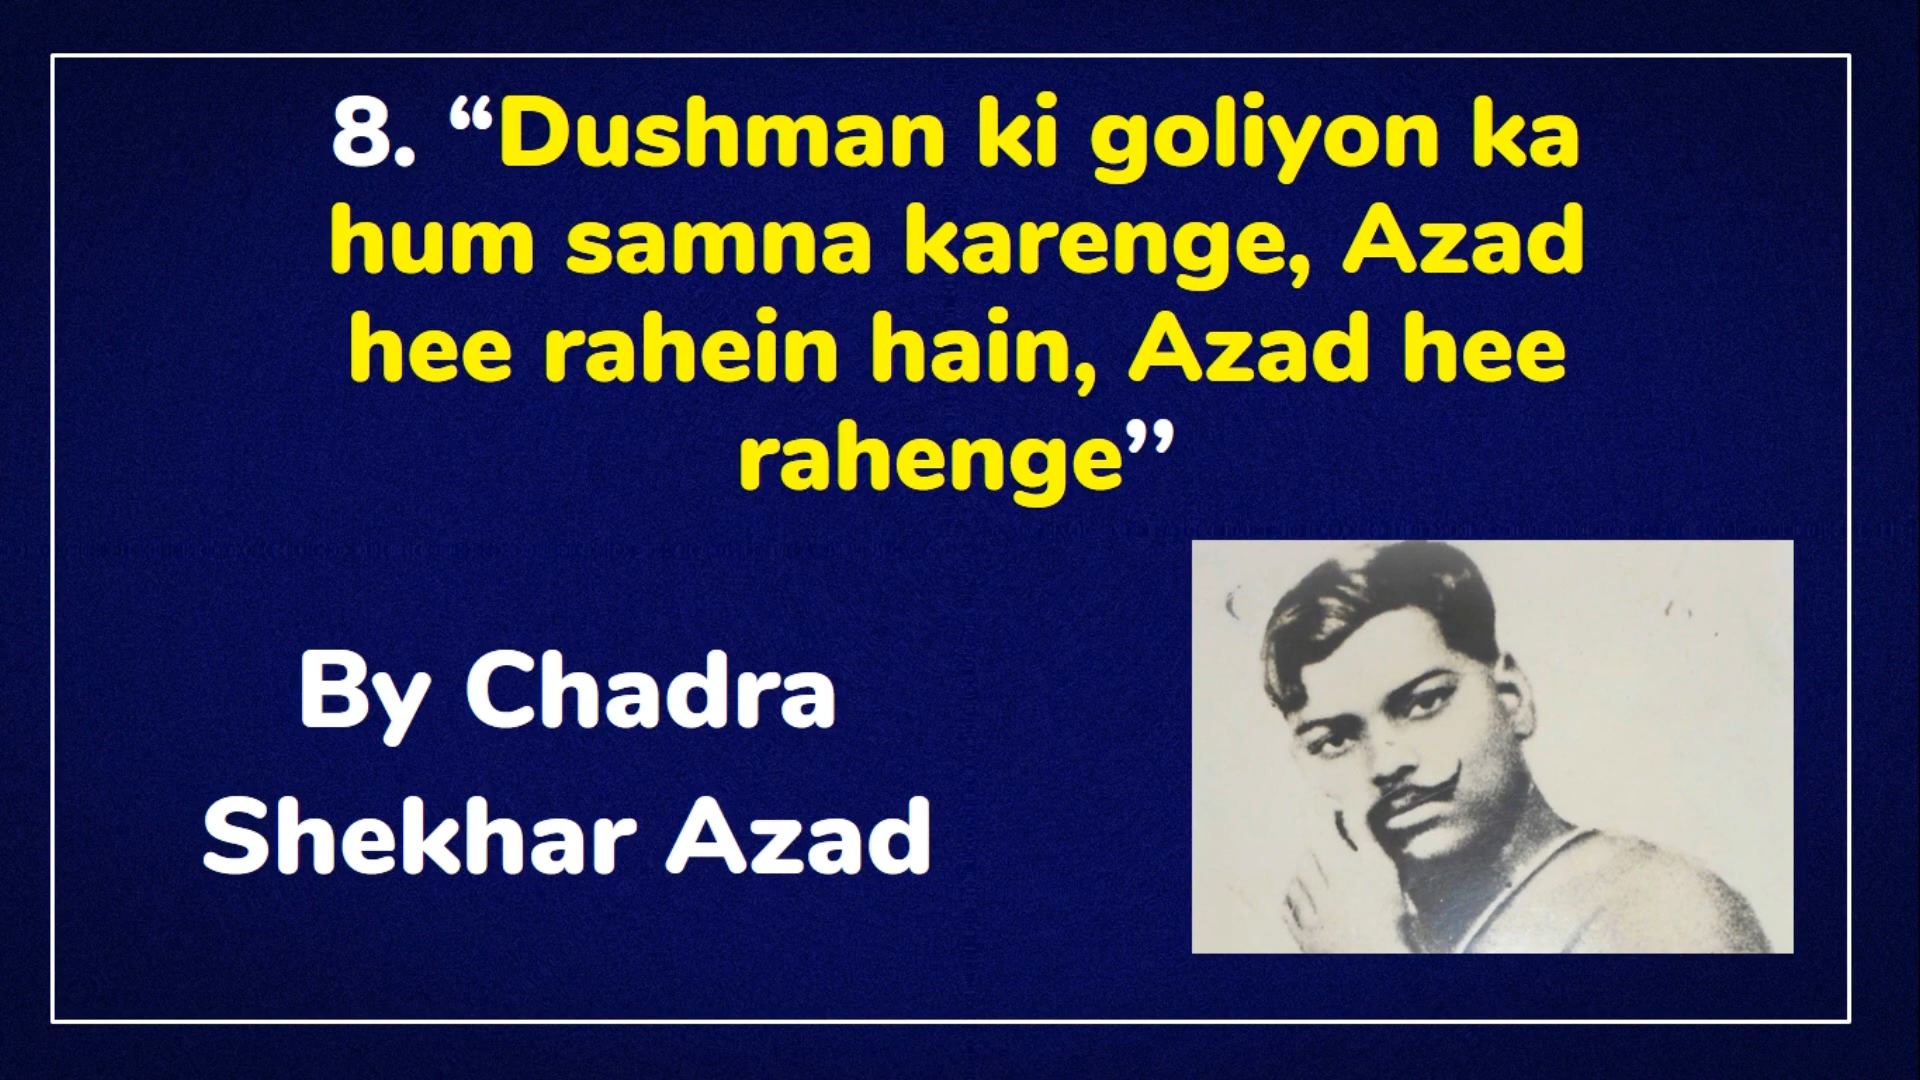 8. “Dushman ki goliyon ka
hum samna karenge, Azad
hee rahein hain, Azad hee
rahenge’’
By Chadra
Shekhar Azad